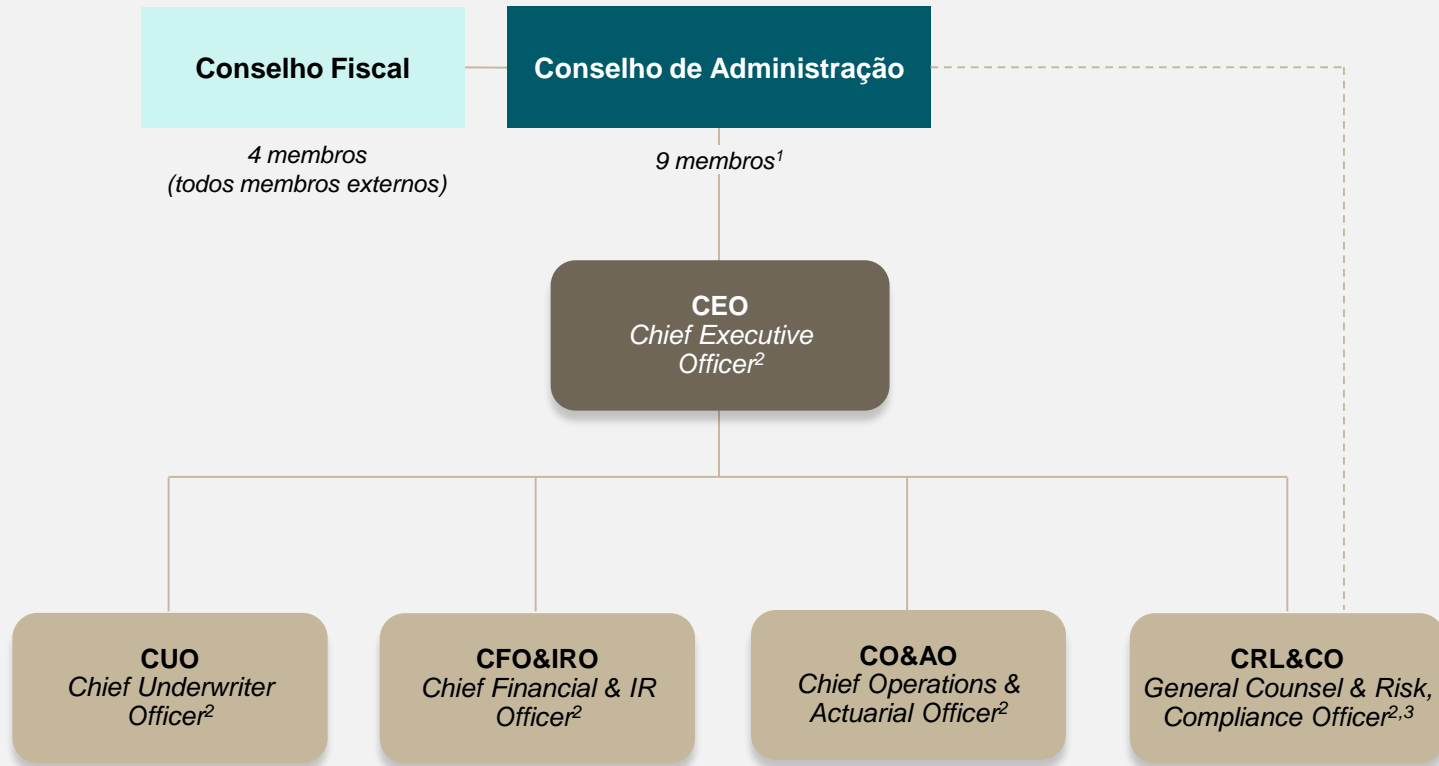 Conselho Fiscal
Conselho de Administração
4 membros
(todos membros externos)
9 membros¹
CEO
Chief Executive
Officer²
CUO
Chief Underwriter
Officer²
CFO&IRO
Chief Financial & IR
Officer²
CO&AO
Chief Operations &
Actuarial Officer²
CRL&CO
General Counsel & Risk,
Compliance Officer²,³